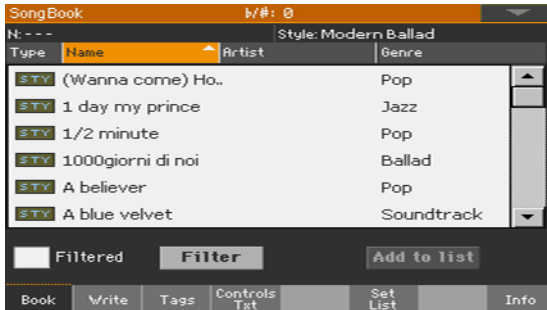 SongBook ♭/#: 0
N: - - - Style: Modern Ballad
Type Name Artist Genre
STY (Wanna come) Ho.. Pop
STY 1 day my prince Jazz
STY 1/2 minute Pop
STY 1000giorni di noi Ballad
STY A believer Pop
STY A blue velvet Soundtrack
Filtered Filter Add to list
Book Write Tags Controls Txt Set List Info